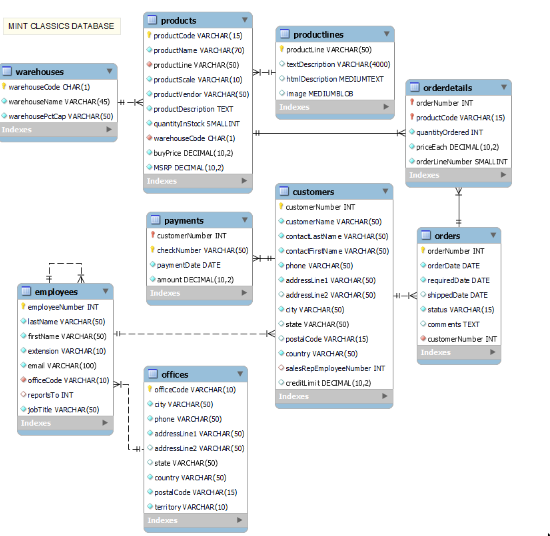 MINT CLASSICS DATABASE
products
productCode VARCHAR(15)
productName VARCHAR(70)
productLine VARCHAR(50)
productScale VARCHAR(10)
productVendor VARCHAR(50)
productDescription TEXT
quantityInStock SMALLINT
warehouseCode CHAR(1)
buyPrice DECIMAL(10,2)
MSRP DECIMAL(10,2)
Indexes
productlines
productLine VARCHAR(50)
textDescription VARCHAR(4000)
htmlDescription MEDIUMTEXT
image MEDIUMBLOB
Indexes
warehouses
warehouseCode CHAR(1)
warehouseName VARCHAR(45)
warehousePctCap VARCHAR(50)
Indexes
orderdetails
orderNumber INT
productCode VARCHAR(15)
quantityOrdered INT
priceEach DECIMAL(10,2)
orderLineNumber SMALLINT
Indexes
customers
customerNumber INT
customerName VARCHAR(50)
contactLastName VARCHAR(50)
contactFirstName VARCHAR(50)
phone VARCHAR(50)
addressLine1 VARCHAR(50)
addressLine2 VARCHAR(50)
city VARCHAR(50)
state VARCHAR(50)
postalCode VARCHAR(15)
country VARCHAR(50)
salesRepEmployeeNumber INT
creditLimit DECIMAL(10,2)
Indexes
payments
customerNumber INT
checkNumber VARCHAR(50)
paymentDate DATE
amount DECIMAL(10,2)
Indexes
orders
orderNumber INT
orderDate DATE
requiredDate DATE
shippedDate DATE
status VARCHAR(15)
comments TEXT
customerNumber INT
Indexes
employees
employeeNumber INT
lastName VARCHAR(50)
firstName VARCHAR(50)
extension VARCHAR(10)
email VARCHAR(100)
officeCode VARCHAR(10)
reportsTo INT
jobTitle VARCHAR(50)
Indexes
offices
officeCode VARCHAR(10)
city VARCHAR(50)
phone VARCHAR(50)
addressLine1 VARCHAR(50)
addressLine2 VARCHAR(50)
state VARCHAR(50)
country VARCHAR(50)
postalCode VARCHAR(15)
territory VARCHAR(10)
Indexes